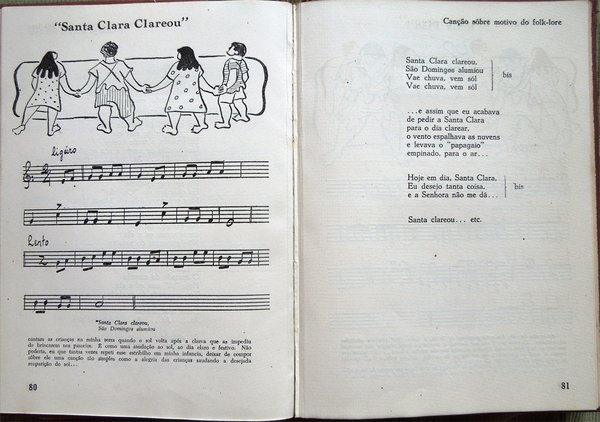 "Santa Clara Clareou"
Ligeiro
Lento
"Santa Clara clareou,
São Domingos alumiou
cantam as crianças na minha terra quando o sol volta após a chuva que as impedia
de brincarem nos passeios. É como uma saudação ao sol, ao dia claro e festivo. Não
poderia, eu que tantas vezes repeti esse estribilho em minha infancia, deixar de compor
sôbre ele uma canção tão simples como a alegria das crianças saudando a desejada
reaparição do sol...
80
Canção sôbre motivo do folk-lore
Santa Clara clareou,
São Domingos alumiou
Vae chuva, vem sól
Vae chuva, vem sól
bis
...e assim que eu acabava
de pedir a Santa Clara
para o dia clarear,
o vento espalhava as nuvens
e levava o "papagaio"
empinado, para o ar...
Hoje em dia, Santa Clara,
Eu desejo tanta coisa,
e a Senhora não me dá...
bis
Santa clareou... etc.
81